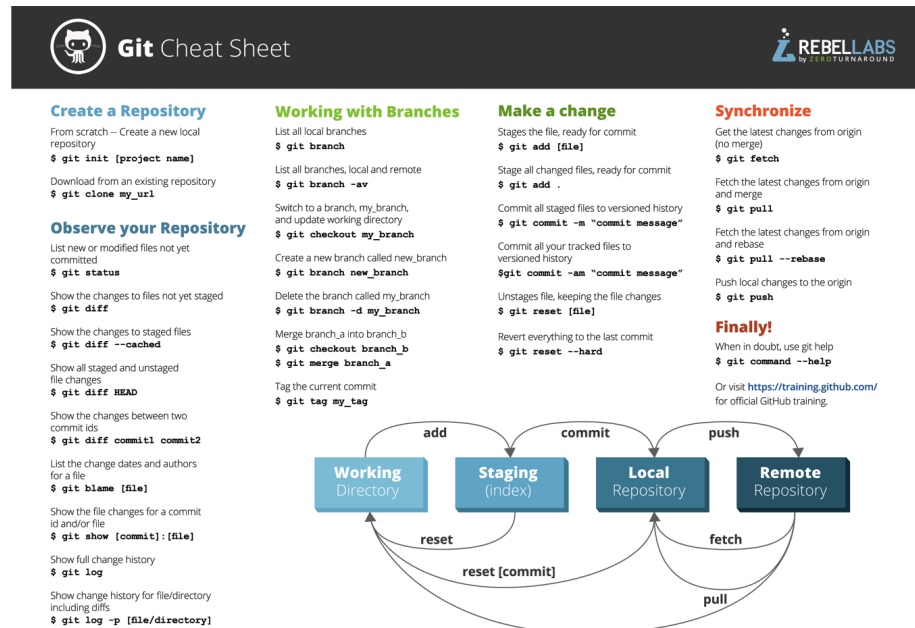 Git Cheat Sheet
REBELLABS
by ZEROTURNAROUND
Create a Repository
From scratch -- Create a new local
repository
$ git init [project name]
Download from an existing repository
$ git clone my_url
Observe your Repository
List new or modified files not yet
committed
$ git status
Show the changes to files not yet staged
$ git diff
Show the changes to staged files
$ git diff --cached
Show all staged and unstaged
file changes
$ git diff HEAD
Show the changes between two
commit ids
$ git diff commit1 commit2
List the change dates and authors
for a file
$ git blame [file]
Show the file changes for a commit
id and/or file
$ git show [commit]:[file]
Show full change history
$ git log
Show change history for file/directory
including diffs
$ git log -p [file/directory]
Working with Branches
List all local branches
$ git branch
List all branches, local and remote
$ git branch -av
Switch to a branch, my_branch,
and update working directory
$ git checkout my_branch
Create a new branch called new_branch
$ git branch new_branch
Delete the branch called my_branch
$ git branch -d my_branch
Merge branch_a into branch_b
$ git checkout branch_b
$ git merge branch_a
Tag the current commit
$ git tag my_tag
Make a change
Stages the file, ready for commit
$ git add [file]
Stage all changed files, ready for commit
$ git add .
Commit all staged files to versioned history
$ git commit -m “commit message”
Commit all your tracked files to
versioned history
$git commit -am “commit message”
Unstages file, keeping the file changes
$ git reset [file]
Revert everything to the last commit
$ git reset --hard
Synchronize
Get the latest changes from origin
(no merge)
$ git fetch
Fetch the latest changes from origin
and merge
$ git pull
Fetch the latest changes from origin
and rebase
$ git pull --rebase
Push local changes to the origin
$ git push
Finally!
When in doubt, use git help
$ git command --help
Or visit https://training.github.com/
for official GitHub training.
add
commit
push
Working
Directory
Staging
(index)
Local
Repository
Remote
Repository
reset
fetch
reset [commit]
pull